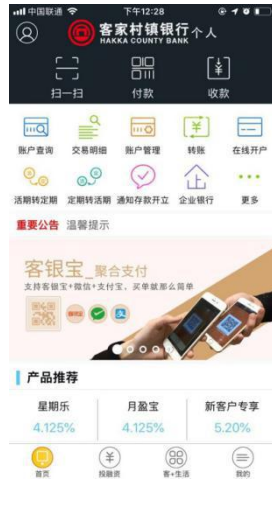 中国联通 下午12:28
客家村镇银行 个人
HAKKA COUNTY BANK
扫一扫 付款 收款
账户查询 交易明细 账户管理 转账 在线开户
活期转定期 定期转活期 通知存款开立 企业银行 更多
重要公告 温馨提示
客银宝_聚合支付
支持客银宝+微信+支付宝，买单就那么简单
产品推荐
星期乐 月盈宝 新客户专享
4.125% 4.125% 5.20%
首页 投融资 客+生活 我的